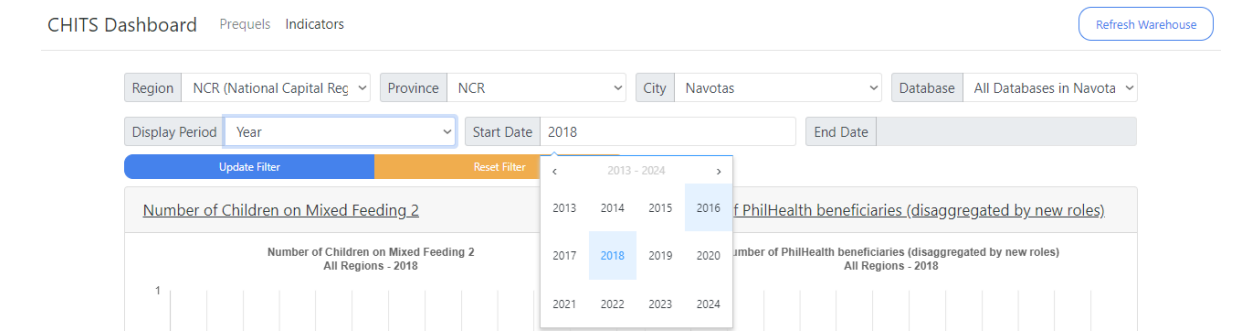 CHITS Dashboard Prequels Indicators Refresh Warehouse
Region NCR (National Capital Reg Province NCR City Navotas Database All Databases in Navota
Display Period Year Start Date 2018 End Date
Update Filter Reset Filter
‹ 2013 - 2024 ›
2013 2014 2015 2016
2017 2018 2019 2020
2021 2022 2023 2024
Number of Children on Mixed Feeding 2
Number of Children on Mixed Feeding 2
All Regions - 2018
1
f PhilHealth beneficiaries (disaggregated by new roles)
umber of PhilHealth beneficiaries (disaggregated by new roles)
All Regions - 2018